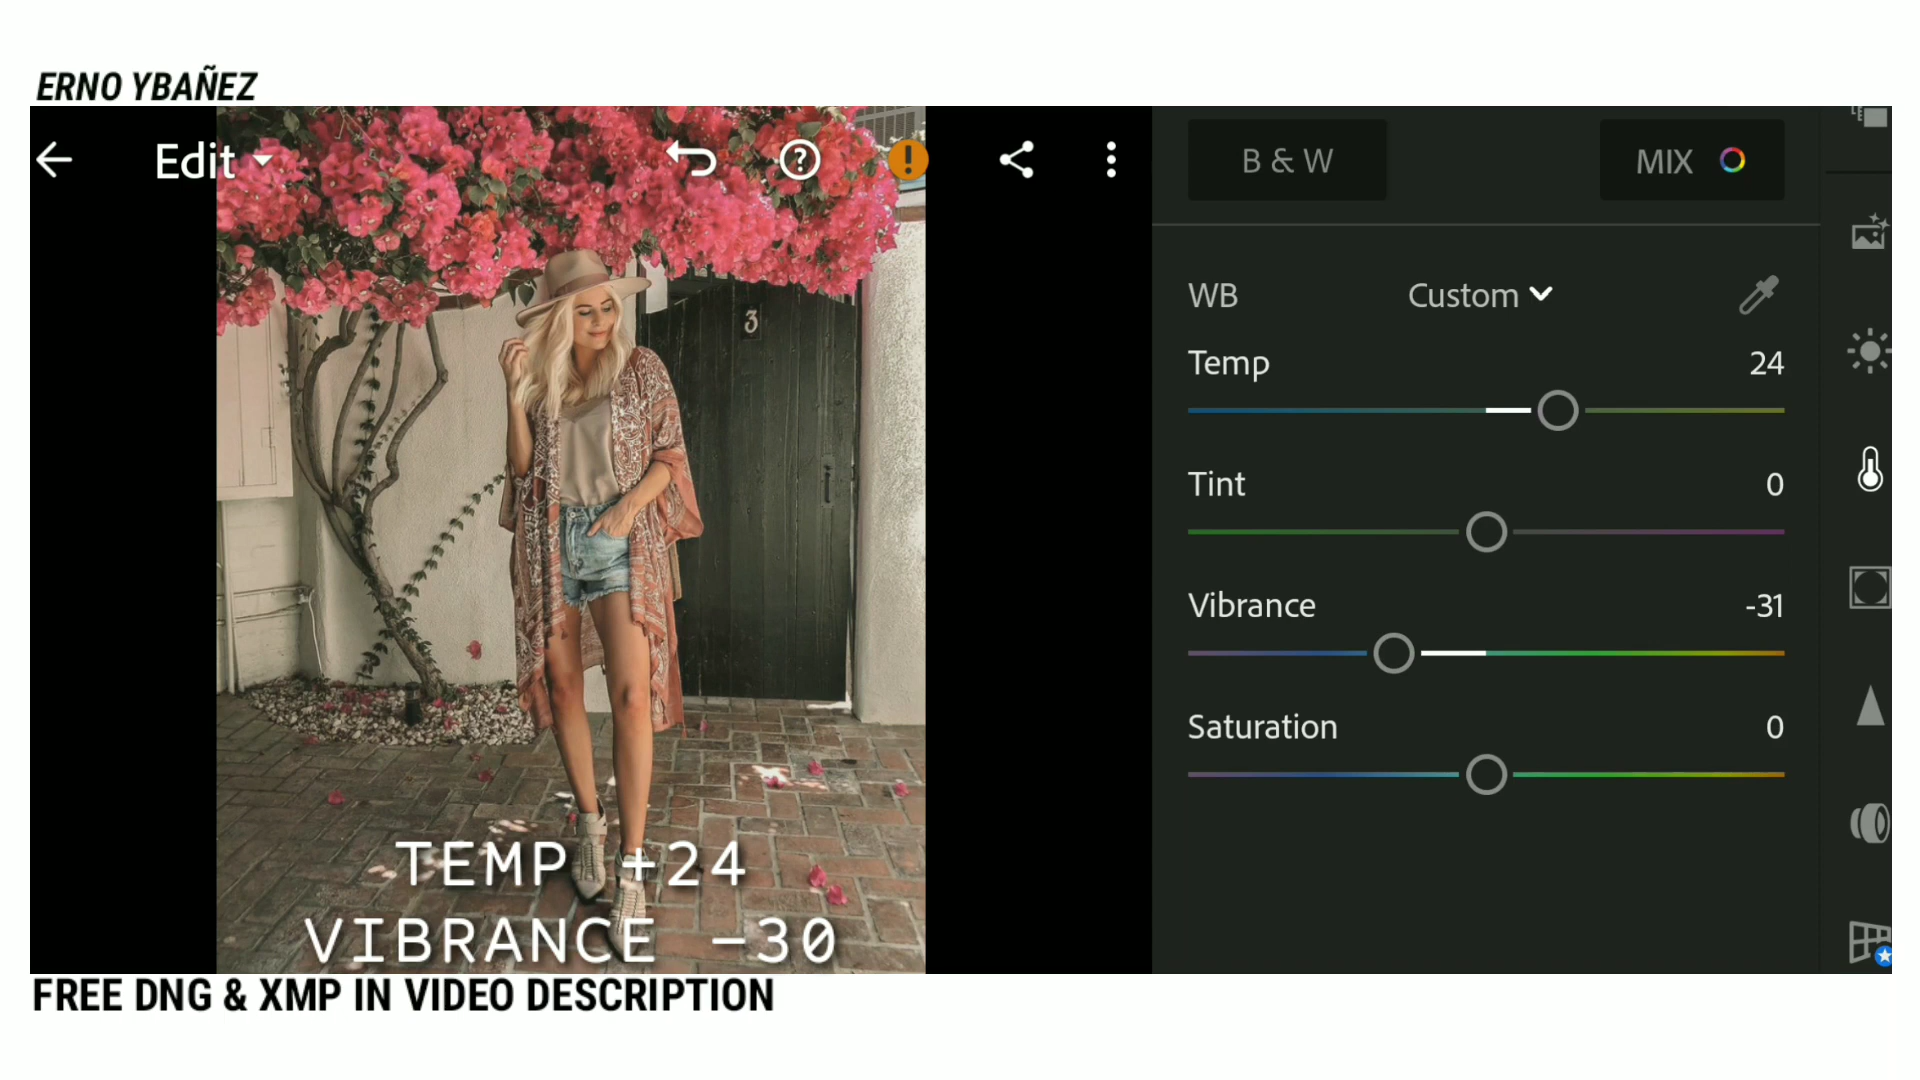 ERNO YBAÑEZ
Edit
B & W
MIX
WB
Custom
Temp
24
3
Tint
0
Vibrance
-31
Saturation
0
TEMP +24
VIBRANCE -30
FREE DNG & XMP IN VIDEO DESCRIPTION